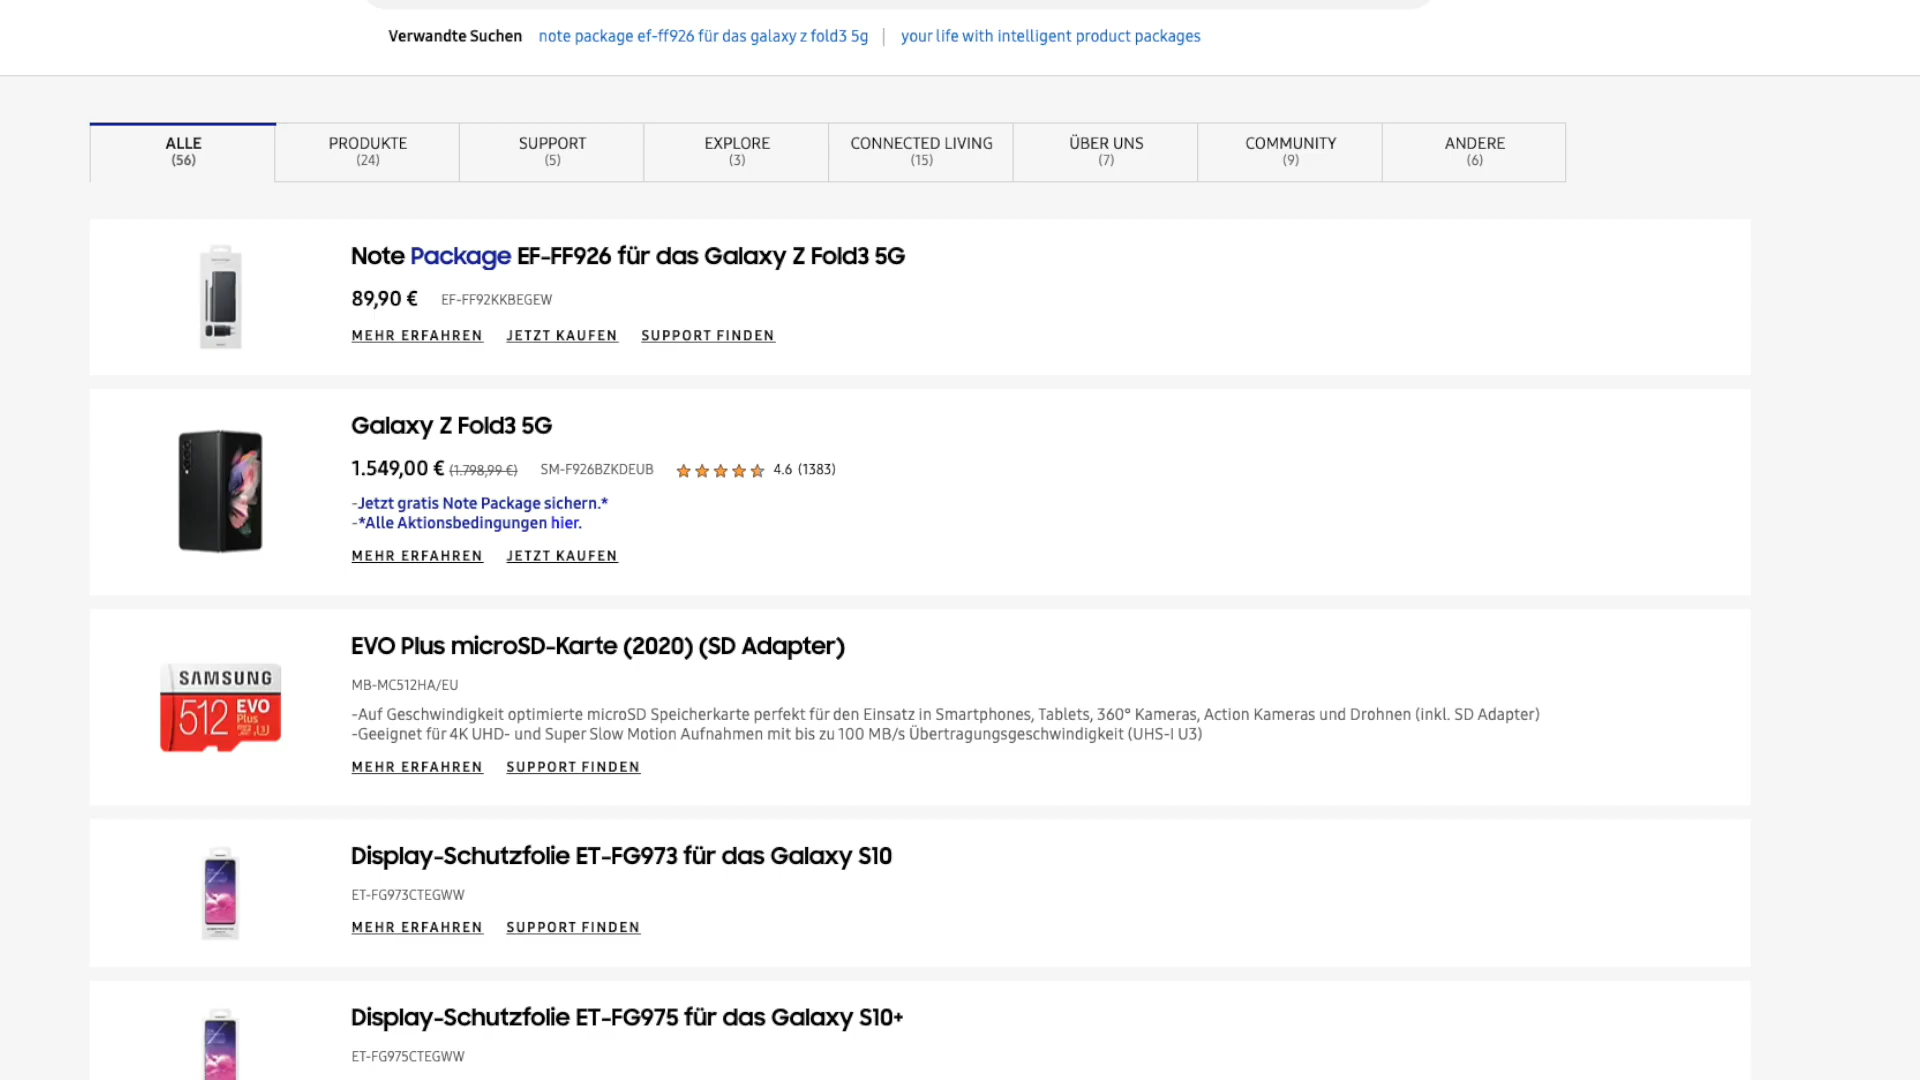 Verwandte Suchen note package ef-ff926 für das galaxy z fold3 5g | your life with intelligent product packages
ALLE
(56)
PRODUKTE
(24)
SUPPORT
(5)
EXPLORE
(3)
CONNECTED LIVING
(15)
ÜBER UNS
(7)
COMMUNITY
(9)
ANDERE
(6)
Note Package EF-FF926 für das Galaxy Z Fold3 5G
89,90 € EF-FF92KKBEGEW
MEHR ERFAHREN JETZT KAUFEN SUPPORT FINDEN
Galaxy Z Fold3 5G
1.549,00 € (1.798,99 €) SM-F926BZKDEUB 4.6 (1383)
-Jetzt gratis Note Package sichern.*
-*Alle Aktionsbedingungen hier.
MEHR ERFAHREN JETZT KAUFEN
SAMSUNG
512 EVO
Plus
EVO Plus microSD-Karte (2020) (SD Adapter)
MB-MC512HA/EU
-Auf Geschwindigkeit optimierte microSD Speicherkarte perfekt für den Einsatz in Smartphones, Tablets, 360° Kameras, Action Kameras und Drohnen (inkl. SD Adapter)
-Geeignet für 4K UHD- und Super Slow Motion Aufnahmen mit bis zu 100 MB/s Übertragungsgeschwindigkeit (UHS-I U3)
MEHR ERFAHREN SUPPORT FINDEN
Display-Schutzfolie ET-FG973 für das Galaxy S10
ET-FG973CTEGWW
MEHR ERFAHREN SUPPORT FINDEN
Display-Schutzfolie ET-FG975 für das Galaxy S10+
ET-FG975CTEGWW